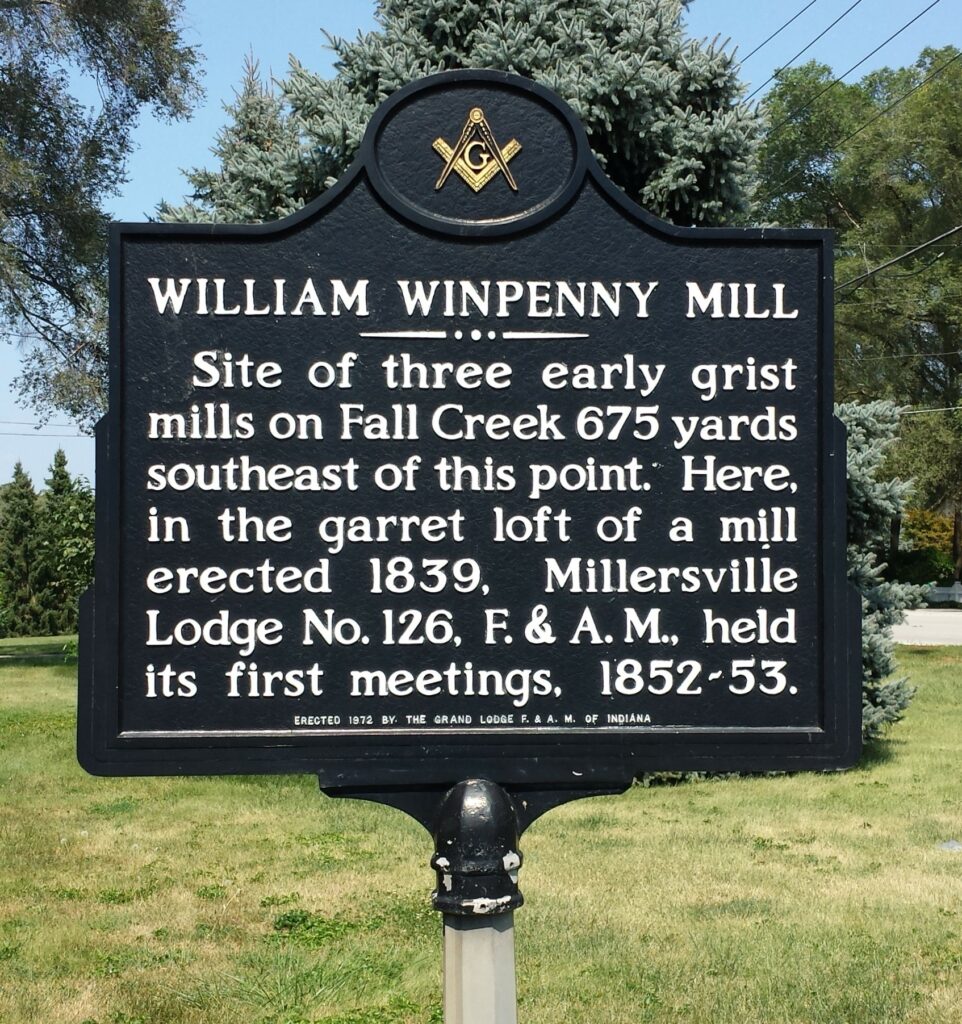 G
WILLIAM WINPENNY MILL
Site of three early grist
mills on Fall Creek 675 yards
southeast of this point. Here,
in the garret loft of a mill
erected 1839, Millersville
Lodge No. 126, F. & A. M., held
its first meetings, 1852-53.
ERECTED 1972 BY THE GRAND LODGE F. & A. M. OF INDIANA